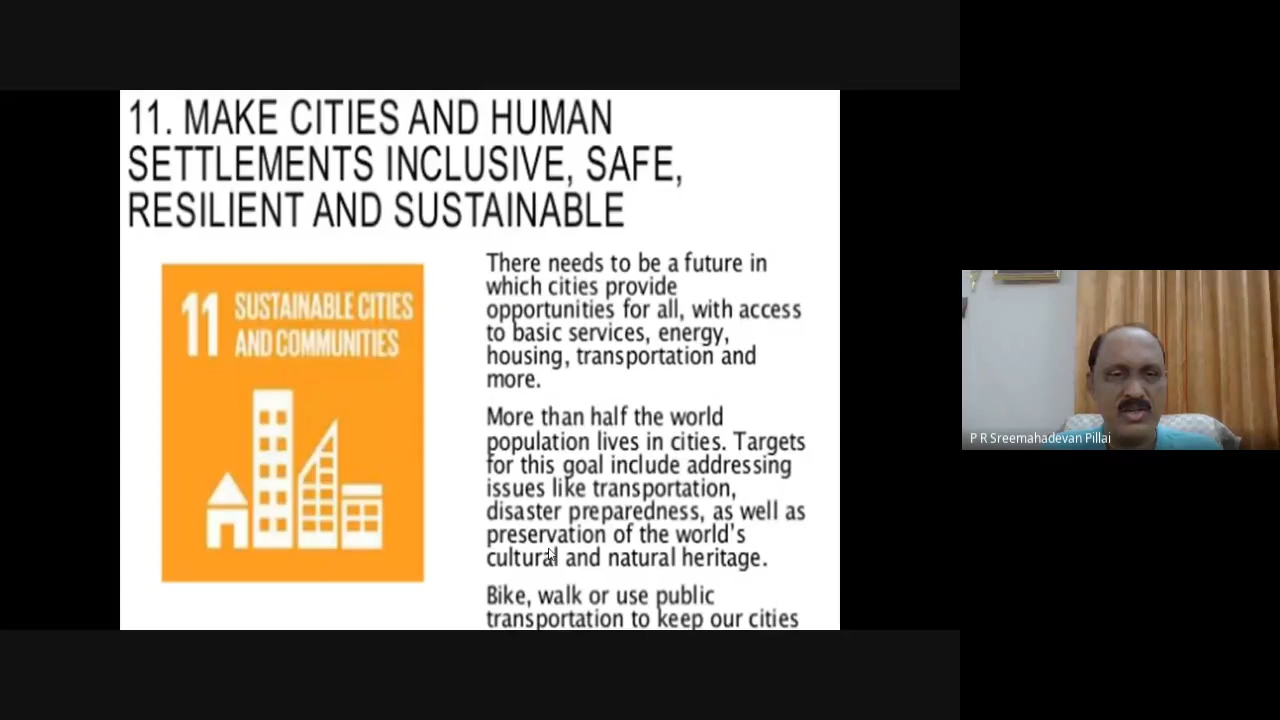 11. MAKE CITIES AND HUMAN
SETTLEMENTS INCLUSIVE, SAFE,
RESILIENT AND SUSTAINABLE
11 SUSTAINABLE CITIES
AND COMMUNITIES
There needs to be a future in
which cities provide
opportunities for all, with access
to basic services, energy,
housing, transportation and
more.
More than half the world
population lives in cities. Targets
for this goal include addressing
issues like transportation,
disaster preparedness, as well as
preservation of the world's
cultural and natural heritage.
Bike, walk or use public
transportation to keep our cities
P R Sreemahadevan Pillai